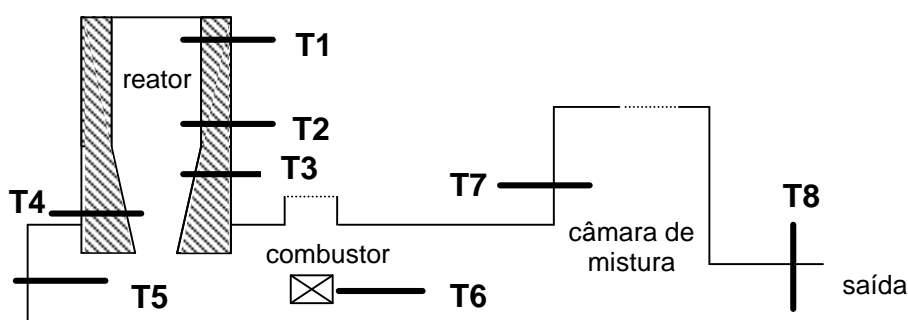 T1
reator
T2
T3
T4
T7
T8
câmara de
mistura
combustor
T5
T6
saída